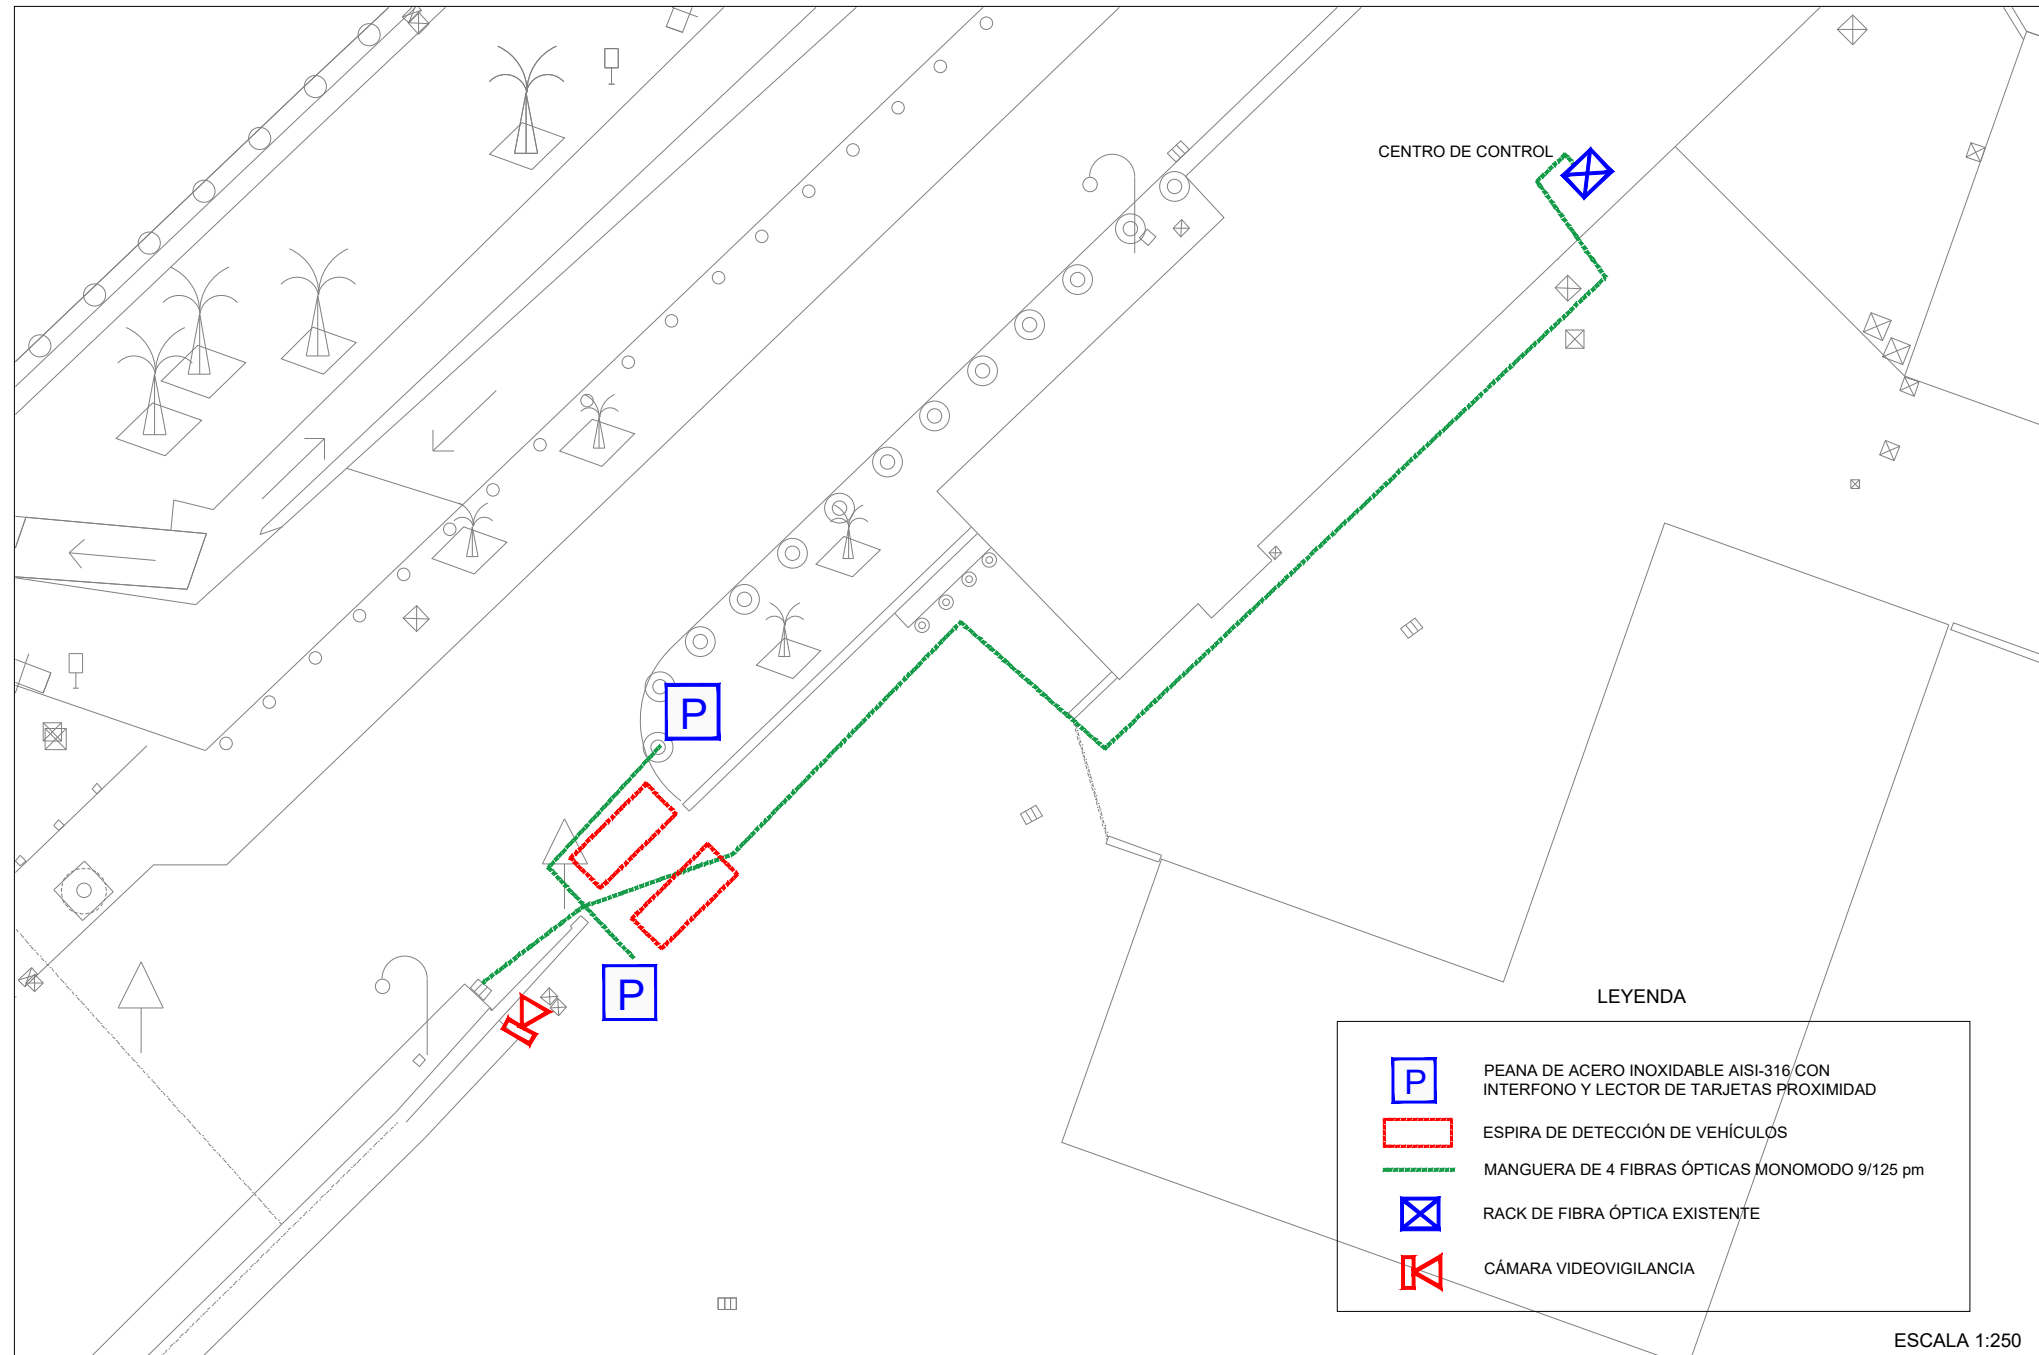 CENTRO DE CONTROL
P
P
LEYENDA
P
PEANA DE ACERO INOXIDABLE AISI-316 CON
INTERFONO Y LECTOR DE TARJETAS PROXIMIDAD
ESPIRA DE DETECCIÓN DE VEHÍCULOS
MANGUERA DE 4 FIBRAS ÓPTICAS MONOMODO 9/125 pm
RACK DE FIBRA ÓPTICA EXISTENTE
CÁMARA VIDEOVIGILANCIA
ESCALA 1:250